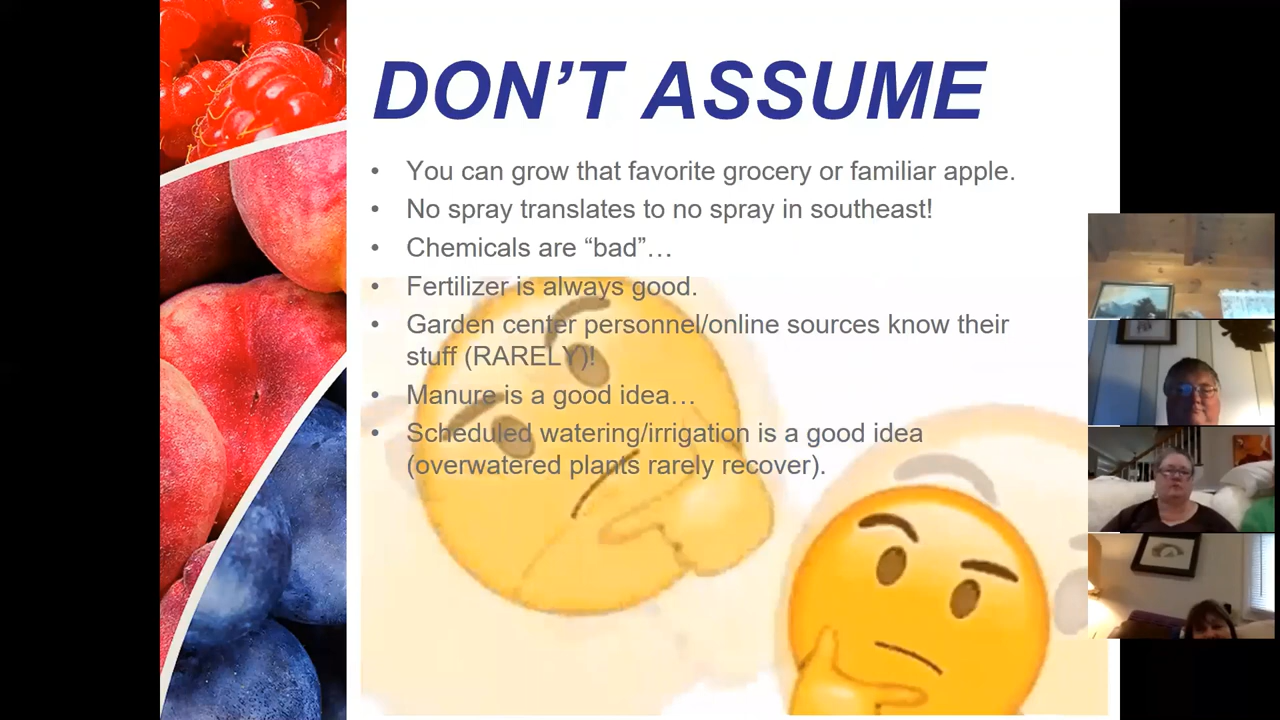 DON’T ASSUME
• You can grow that favorite grocery or familiar apple.
• No spray translates to no spray in southeast!
• Chemicals are “bad”…
• Fertilizer is always good.
• Garden center personnel/online sources know their
stuff (RARELY)!
• Manure is a good idea…
• Scheduled watering/irrigation is a good idea
(overwatered plants rarely recover).